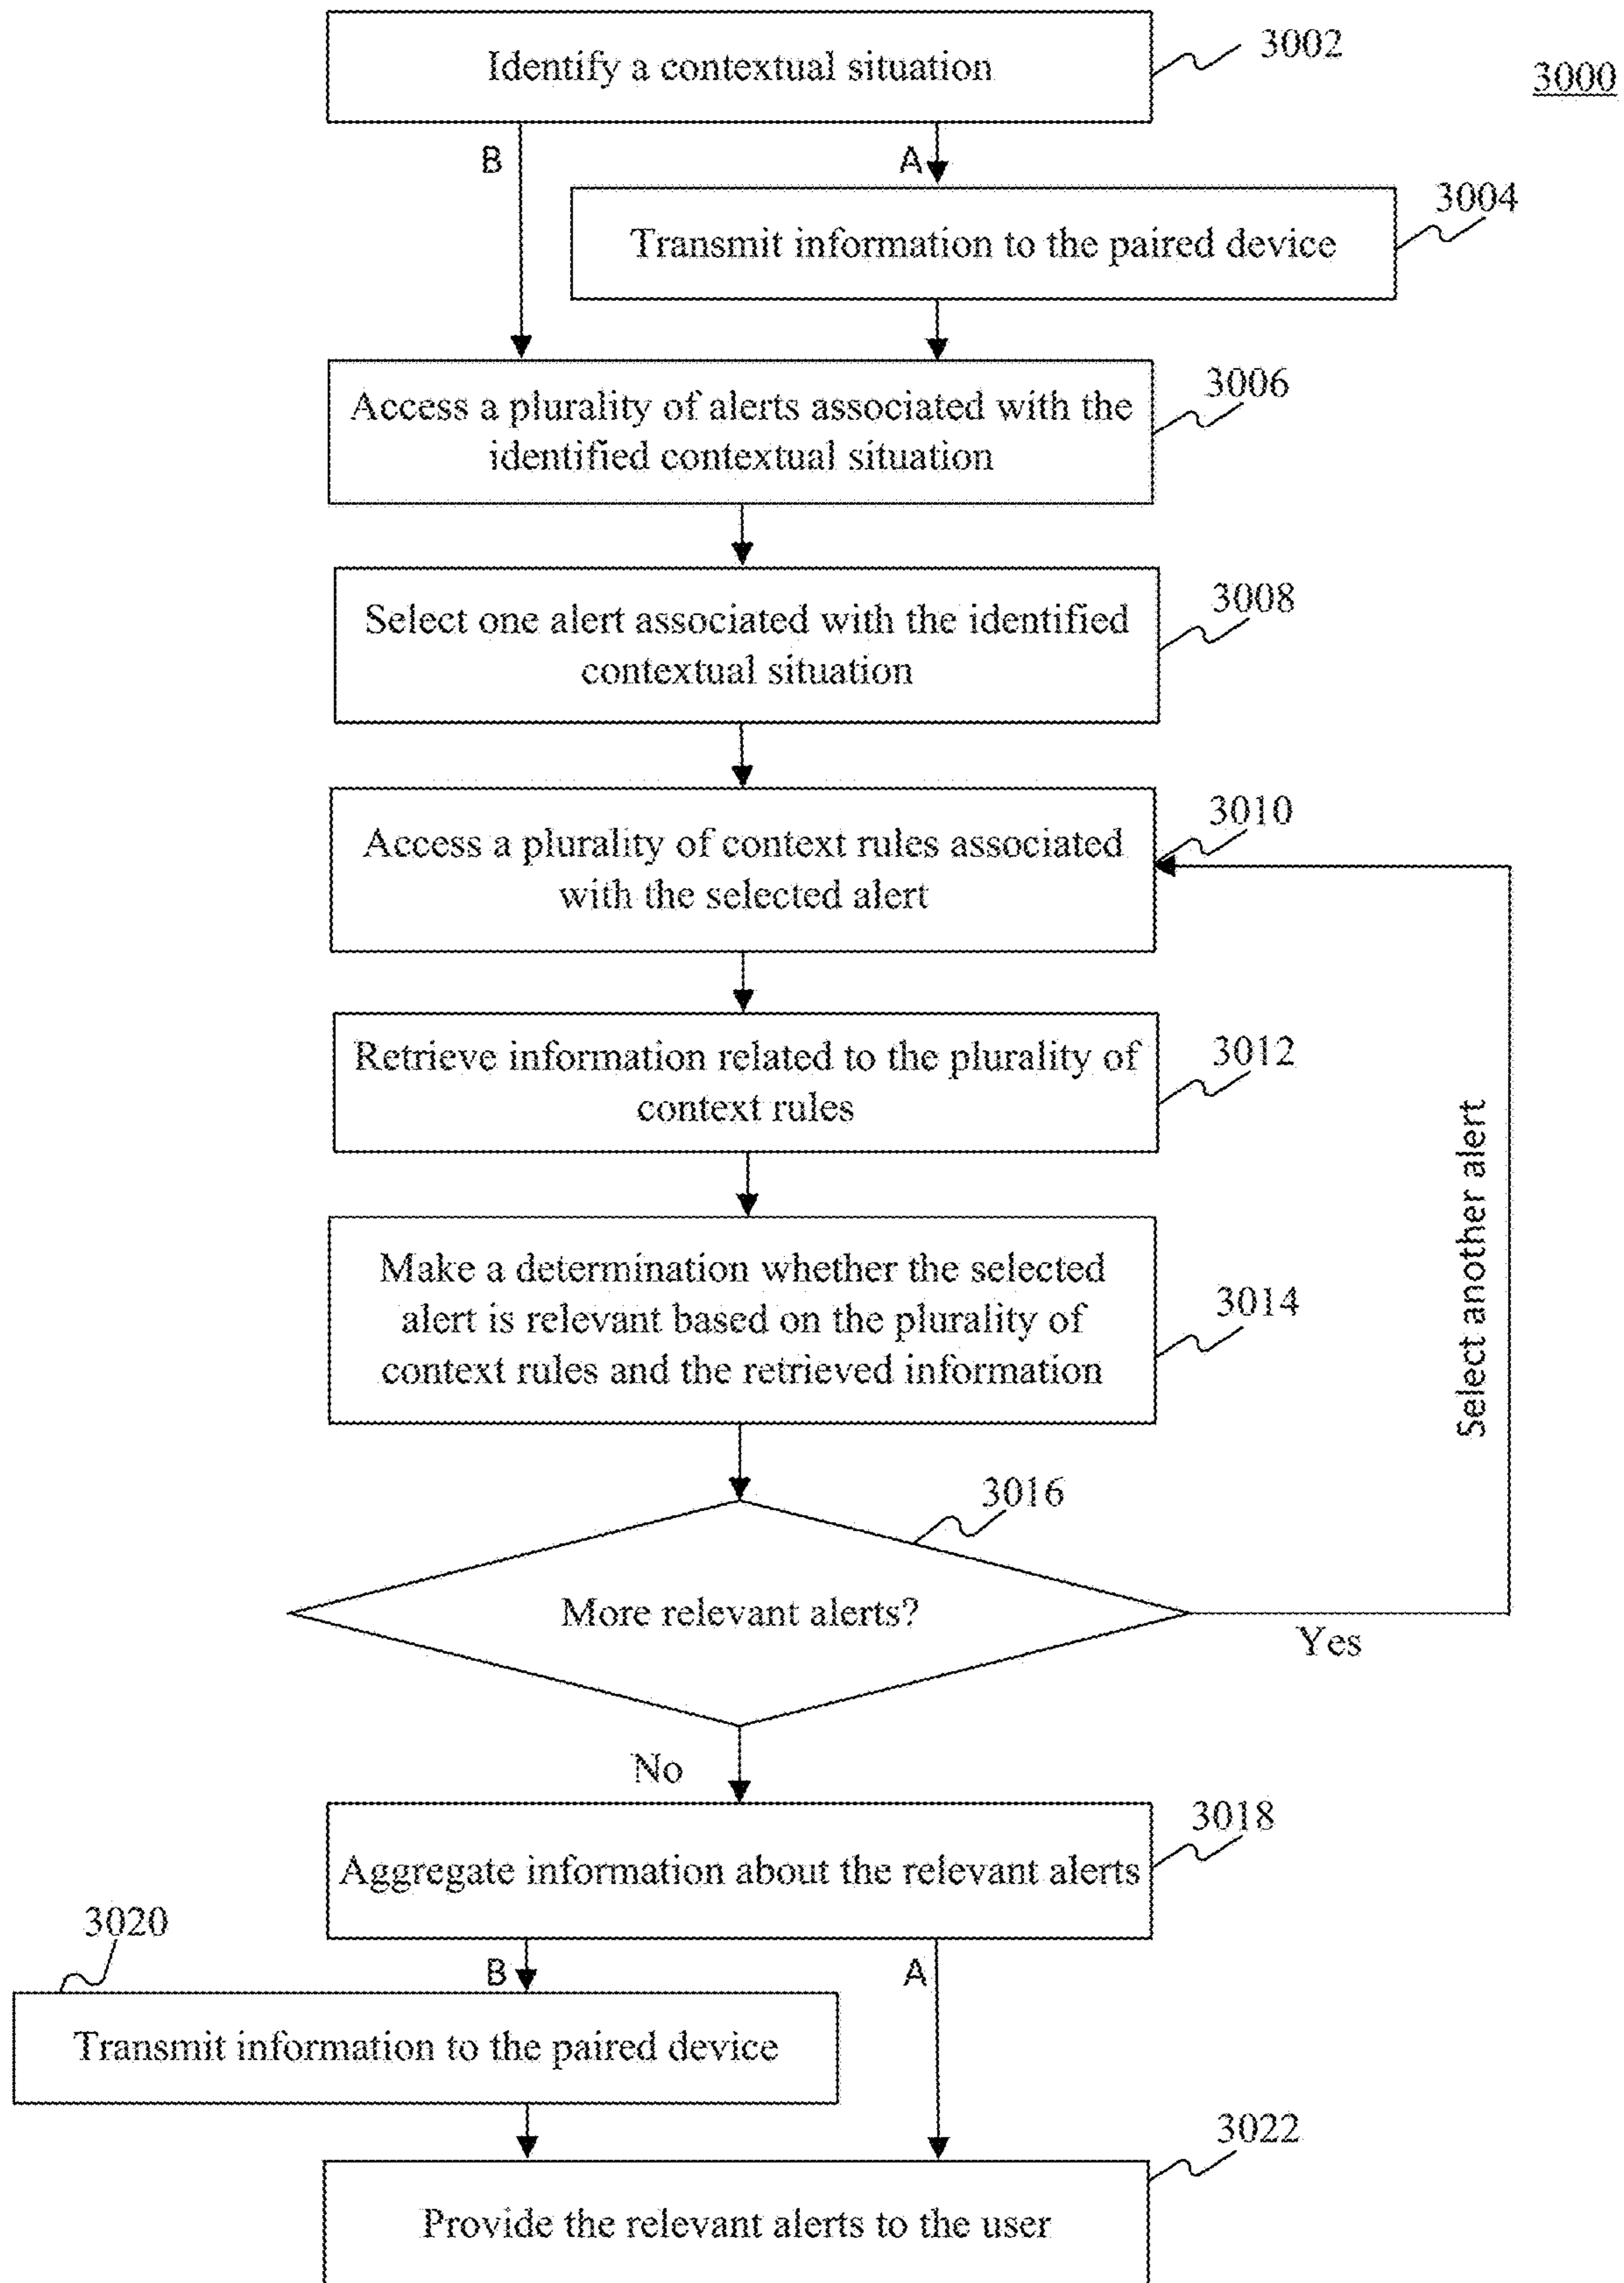 Identify a contextual situation
3002
3000
B
A
3004
Transmit information to the paired device
3006
Access a plurality of alerts associated with the
identified contextual situation
3008
Select one alert associated with the identified
contextual situation
3010
Access a plurality of context rules associated
with the selected alert
3012
Retrieve information related to the plurality of
context rules
Select another alert
Make a determination whether the selected
alert is relevant based on the plurality of
context rules and the retrieved information
3014
3016
More relevant alerts?
Yes
No
3018
Aggregate information about the relevant alerts
3020
B
A
Transmit information to the paired device
3022
Provide the relevant alerts to the user